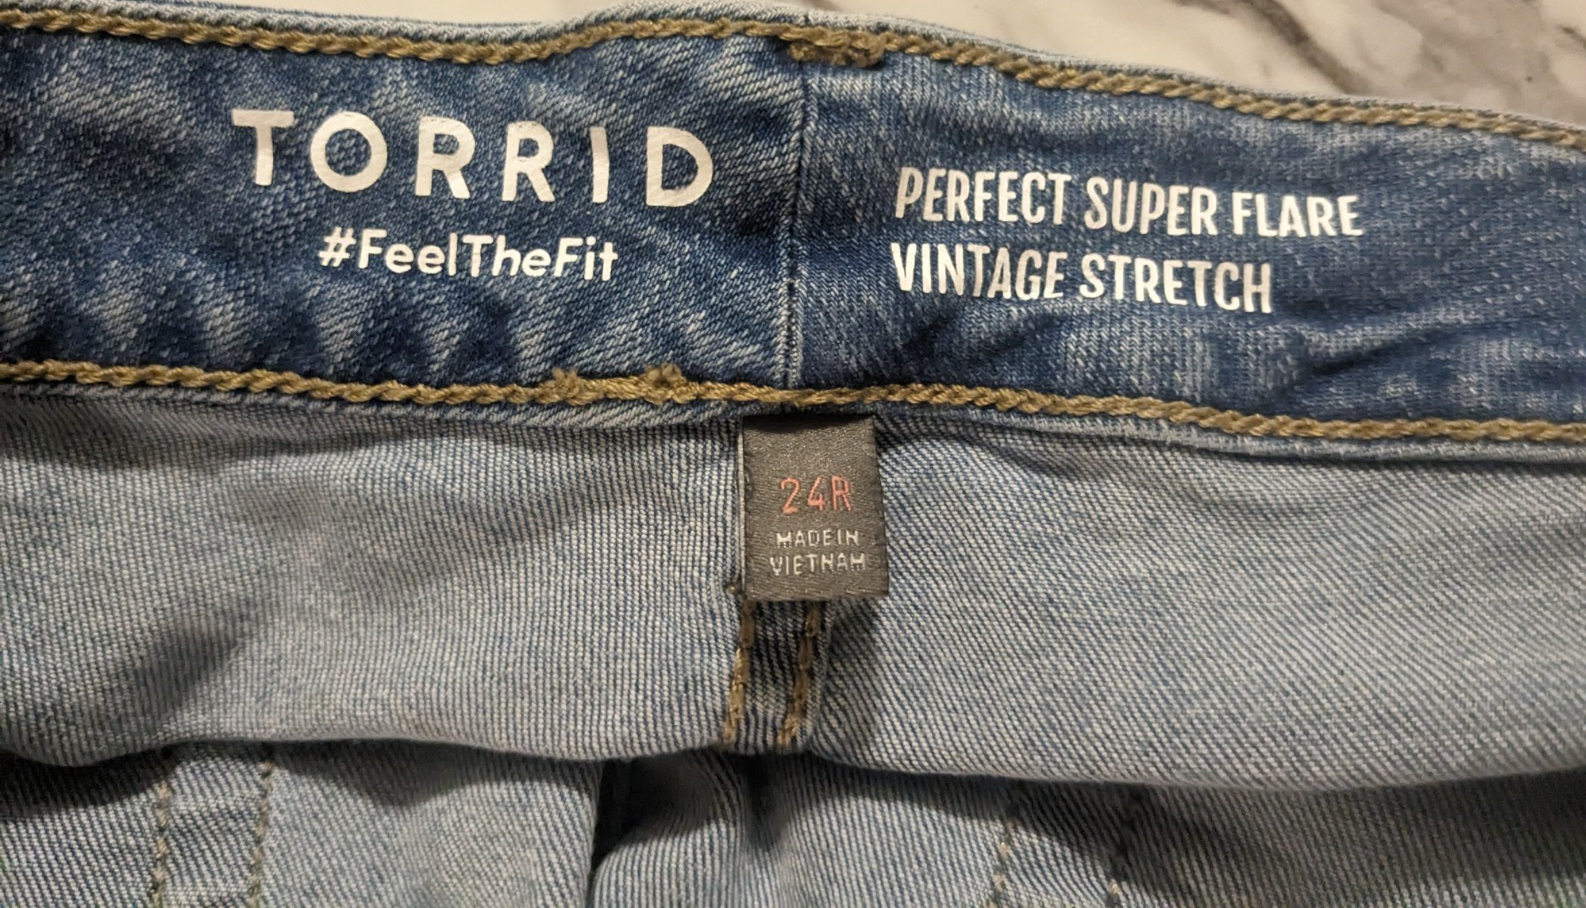 TORRID
#FeelTheFit
PERFECT SUPER FLARE
VINTAGE STRETCH
24R
MADE IN
VIETNAM